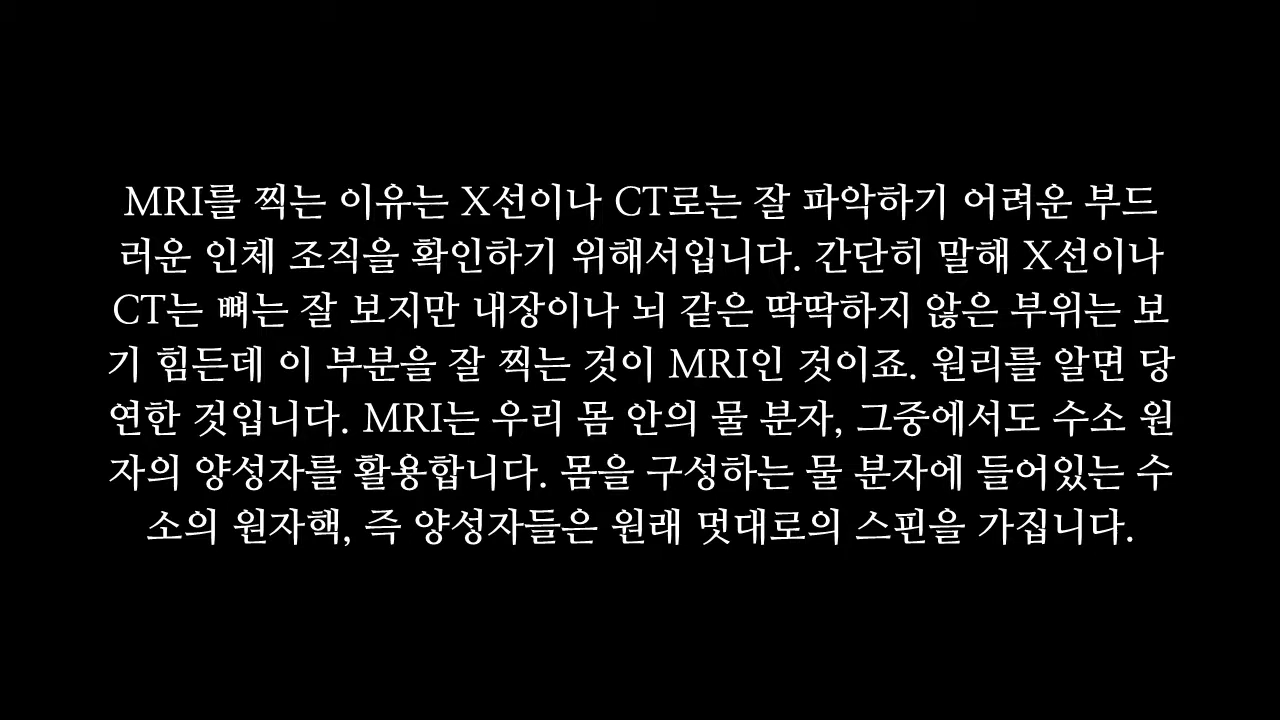 MRI를 찍는 이유는 X선이나 CT로는 잘 파악하기 어려운 부드
러운 인체 조직을 확인하기 위해서입니다. 간단히 말해 X선이나
CT는 뼈는 잘 보지만 내장이나 뇌 같은 딱딱하지 않은 부위는 보
기 힘든데 이 부분을 잘 찍는 것이 MRI인 것이죠. 원리를 알면 당
연한 것입니다. MRI는 우리 몸 안의 물 분자, 그중에서도 수소 원
자의 양성자를 활용합니다. 몸을 구성하는 물 분자에 들어있는 수
소의 원자핵, 즉 양성자들은 원래 멋대로의 스핀을 가집니다.